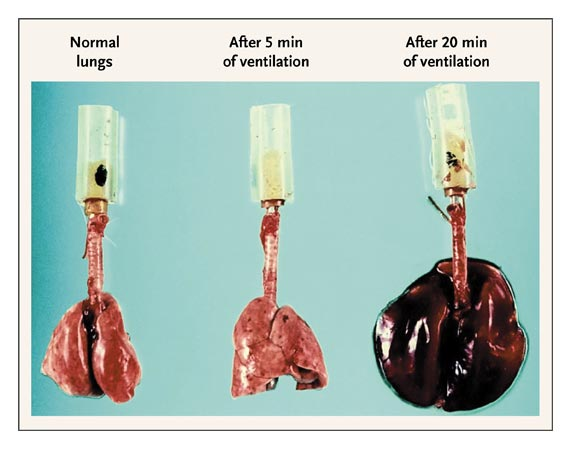 Normal
lungs
After 5 min
of ventilation
After 20 min
of ventilation